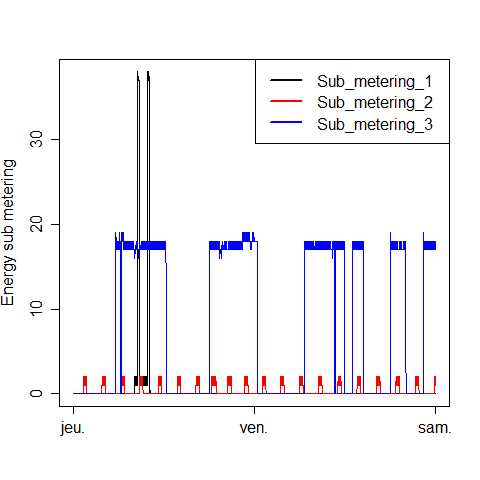 Sub_metering_1
Sub_metering_2
Sub_metering_3
Energy sub metering
30
20
10
0
jeu. ven. sam.